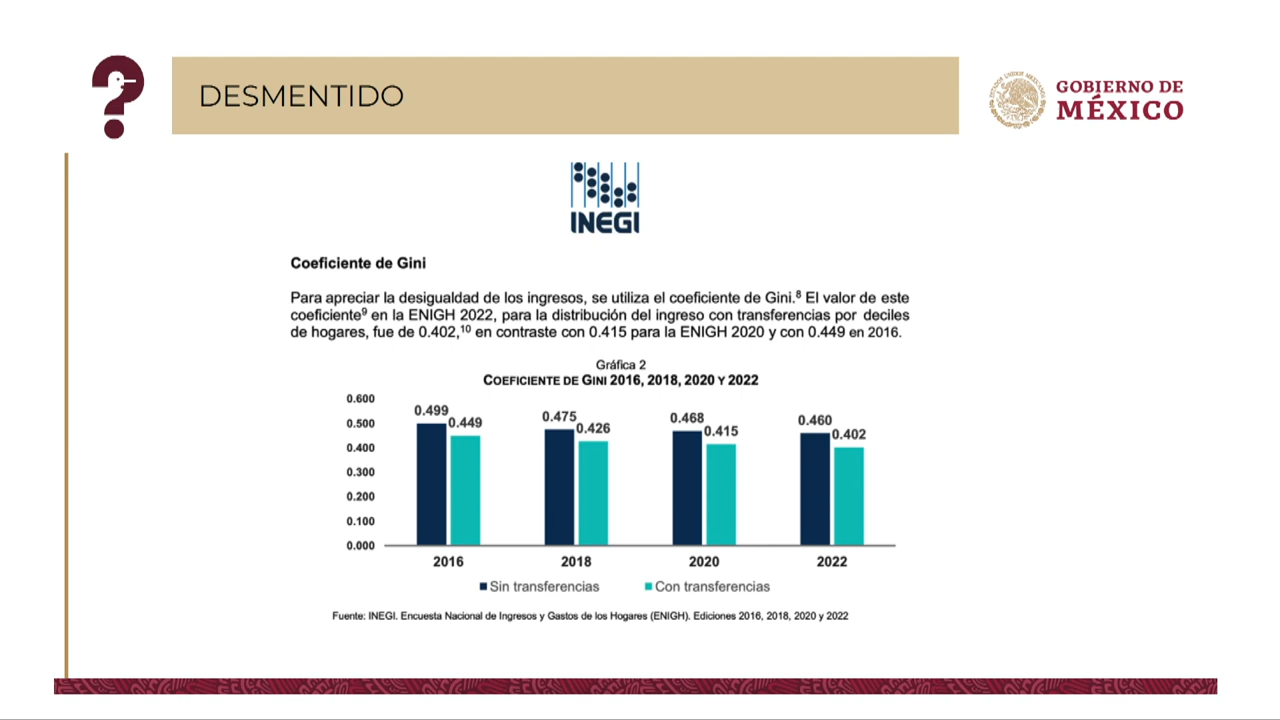 DESMENTIDO
GOBIERNO DE
MÉXICO
INEGI
Coeficiente de Gini
Para apreciar la desigualdad de los ingresos, se utiliza el coeficiente de Gini.⁸ El valor de este
coeficiente⁹ en la ENIGH 2022, para la distribución del ingreso con transferencias por deciles
de hogares, fue de 0.402,¹⁰ en contraste con 0.415 para la ENIGH 2020 y con 0.449 en 2016.
Gráfica 2
COEFICIENTE DE GINI 2016, 2018, 2020 Y 2022
0.600
0.500
0.400
0.300
0.200
0.100
0.000
0.499
0.449
0.475
0.426
0.468
0.415
0.460
0.402
2016 2018 2020 2022
Sin transferencias Con transferencias
Fuente: INEGI. Encuesta Nacional de Ingresos y Gastos de los Hogares (ENIGH). Ediciones 2016, 2018, 2020 y 2022